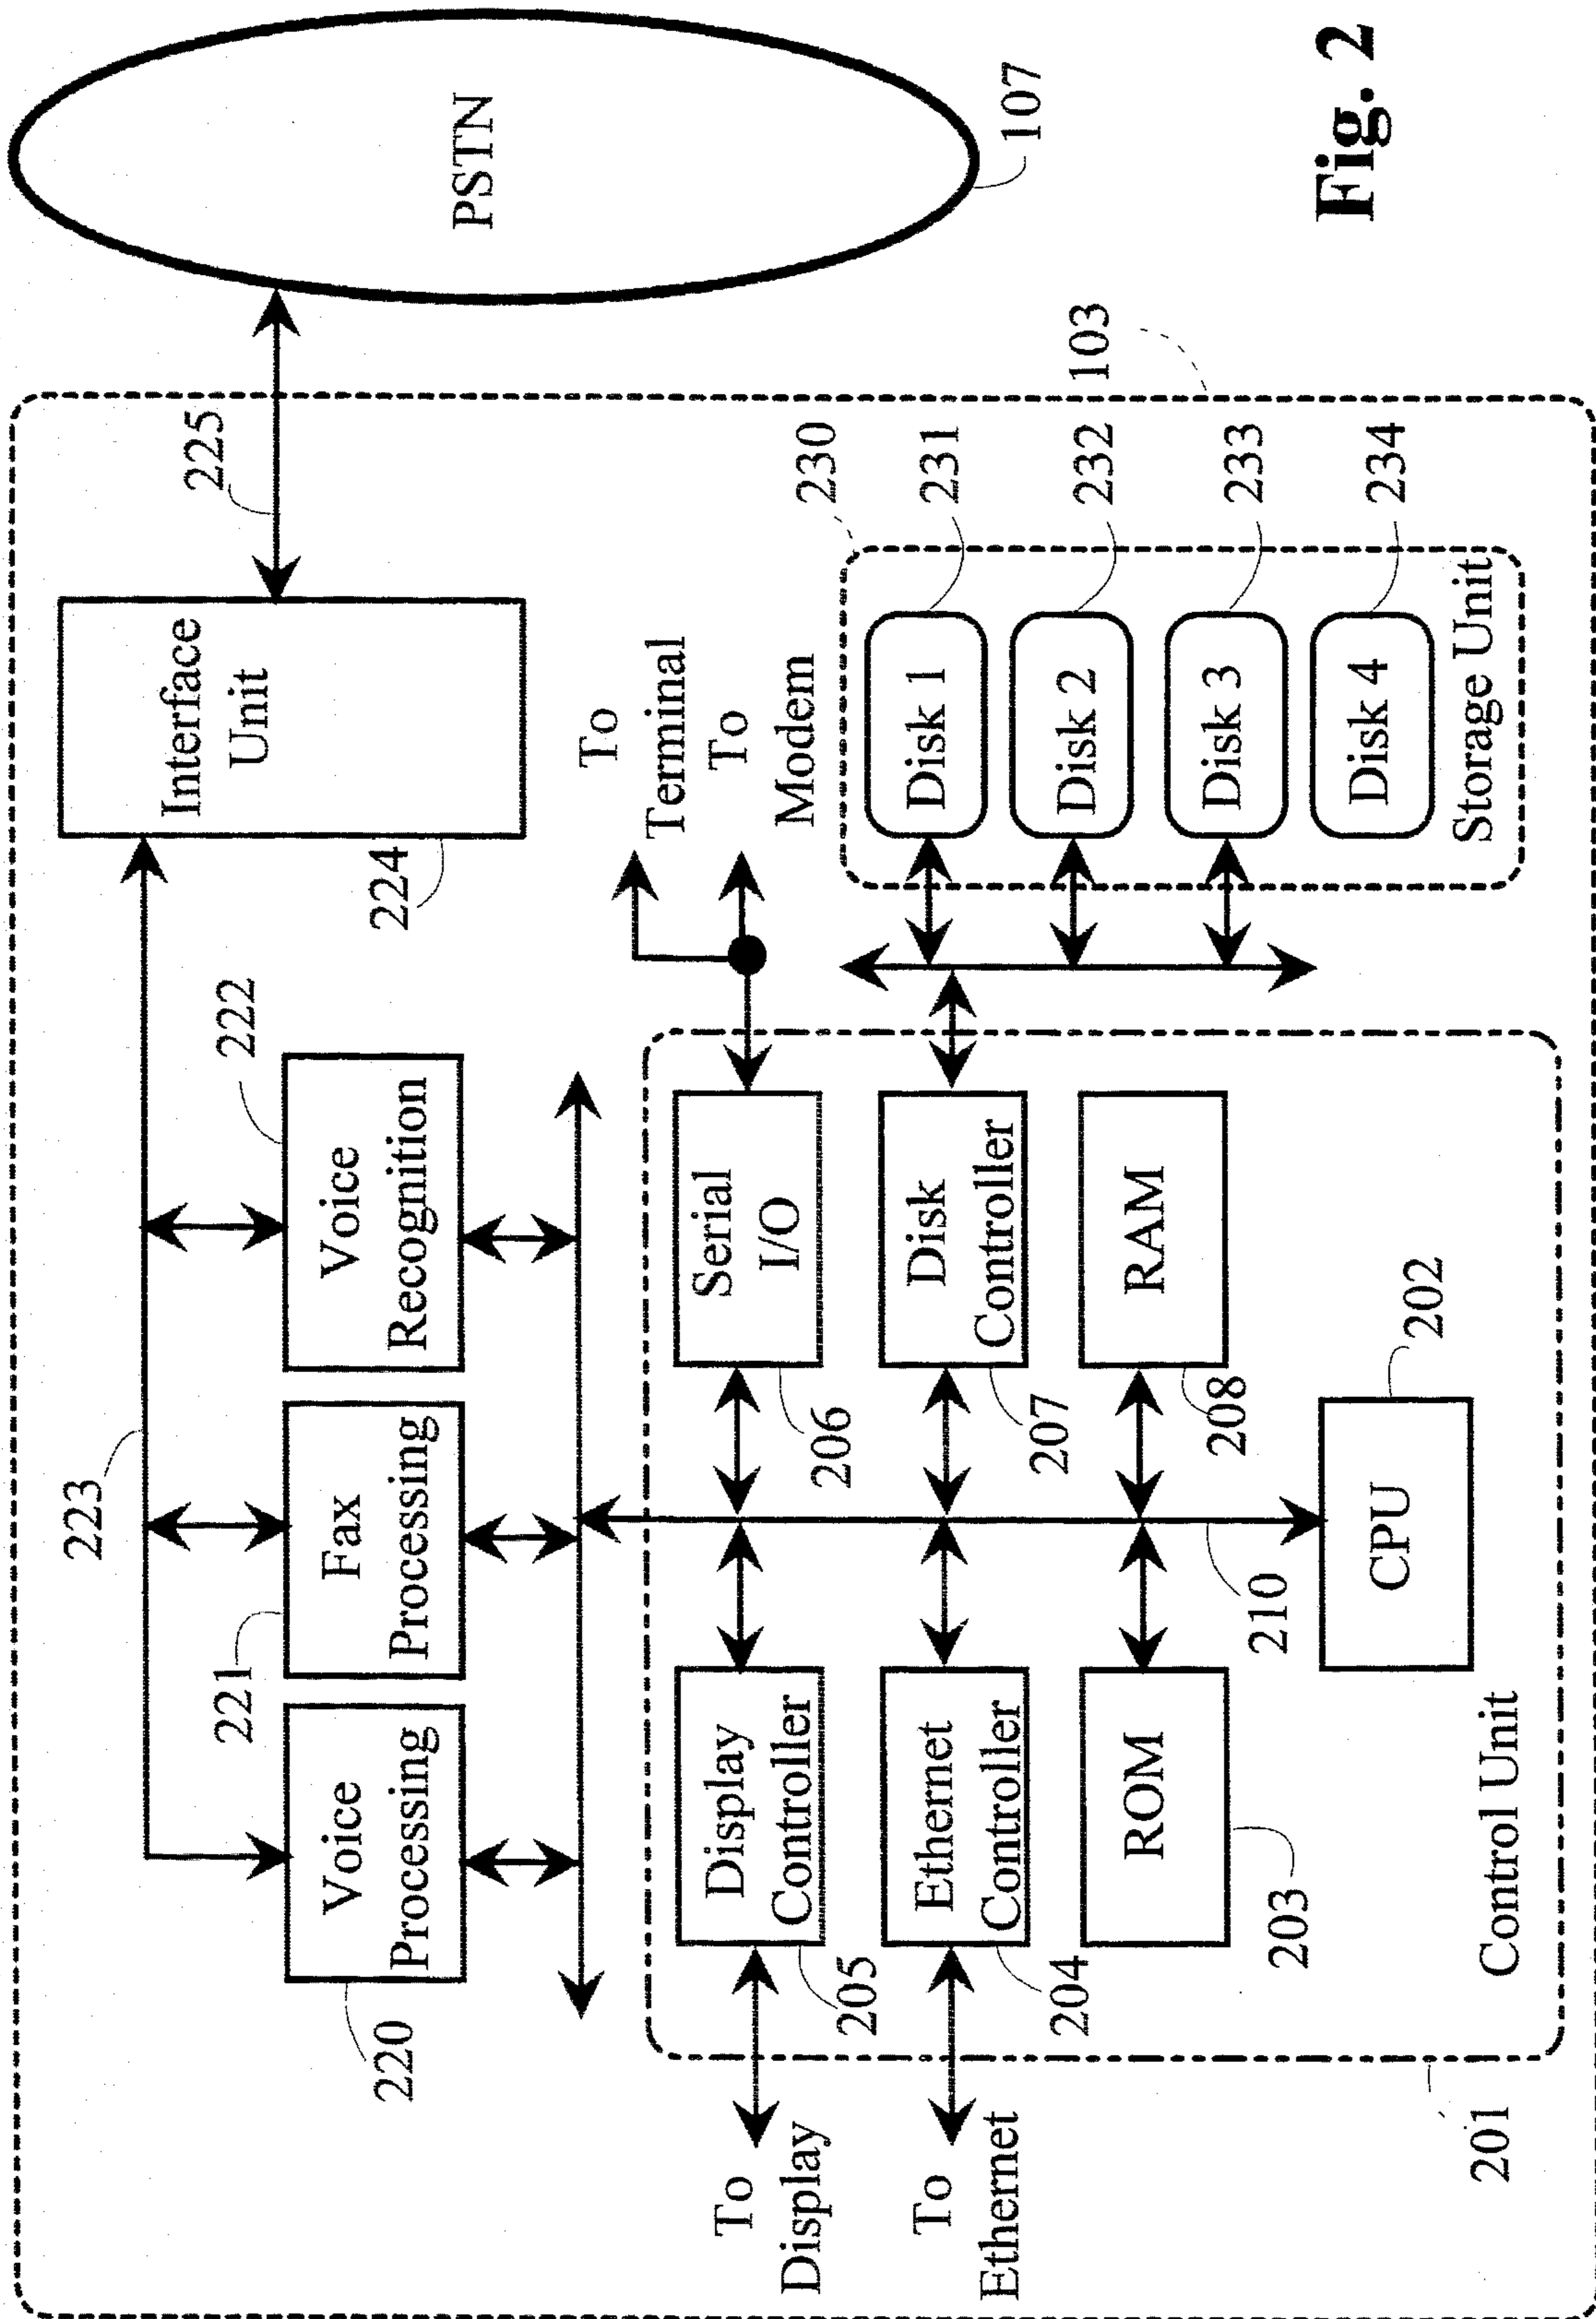 223
220
Voice
Processing
221
Fax
Processing
222
Voice
Recognition
224
Interface
Unit
225
PSTN
107
To
Display
To
Ethernet
205
Display
Controller
204
Ethernet
Controller
203
ROM
206
Serial
I/O
207
Disk
Controller
208
RAM
210
CPU
202
Control Unit
201
To
Terminal
To
Modem
230
Disk 1
231
Disk 2
232
Disk 3
233
Disk 4
234
Storage Unit
103
Fig. 2